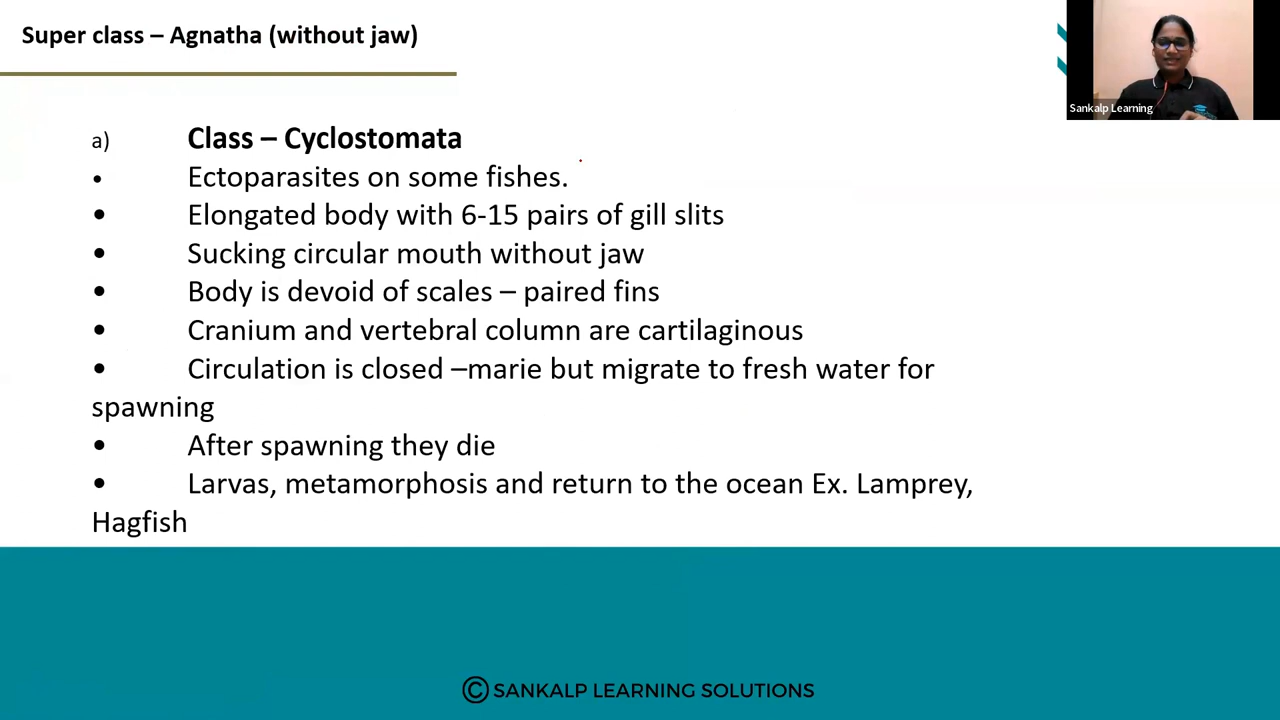 Super class – Agnatha (without jaw)
Sankalp Learning
a) Class – Cyclostomata
• Ectoparasites on some fishes.
• Elongated body with 6-15 pairs of gill slits
• Sucking circular mouth without jaw
• Body is devoid of scales – paired fins
• Cranium and vertebral column are cartilaginous
• Circulation is closed –marie but migrate to fresh water for
spawning
• After spawning they die
• Larvas, metamorphosis and return to the ocean Ex. Lamprey,
Hagfish
© SANKALP LEARNING SOLUTIONS